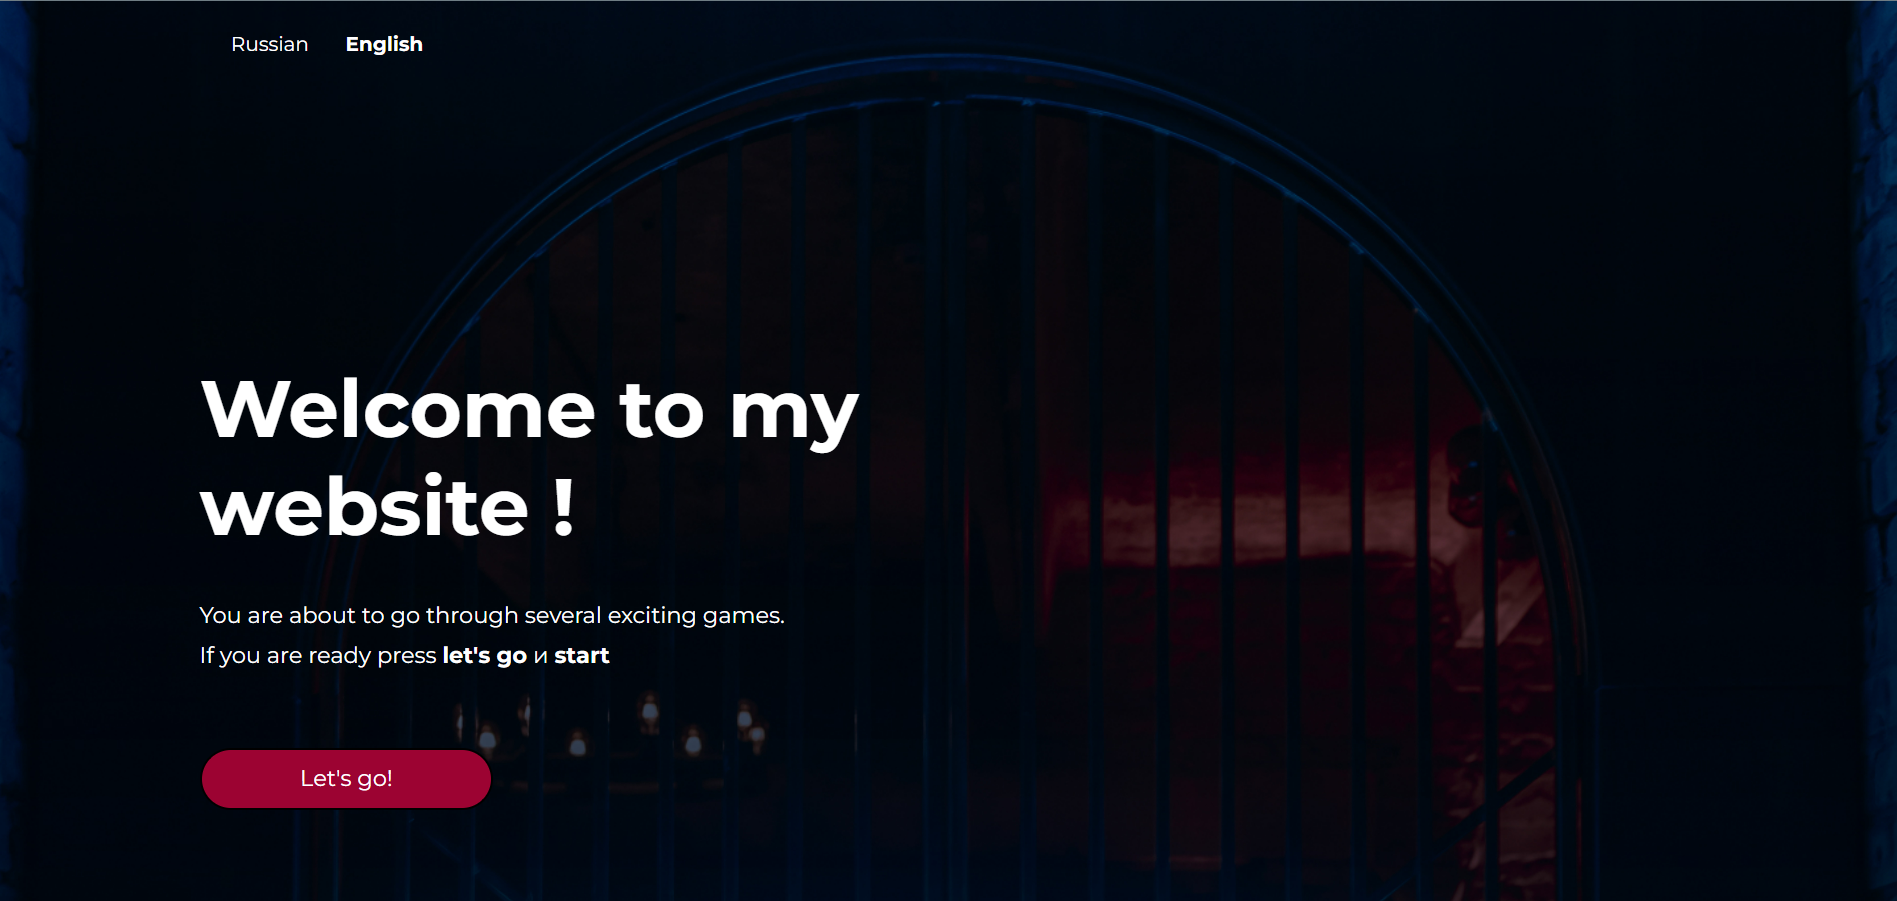 Russian English
Welcome to my
website !
You are about to go through several exciting games.
If you are ready press let's go и start
Let's go!